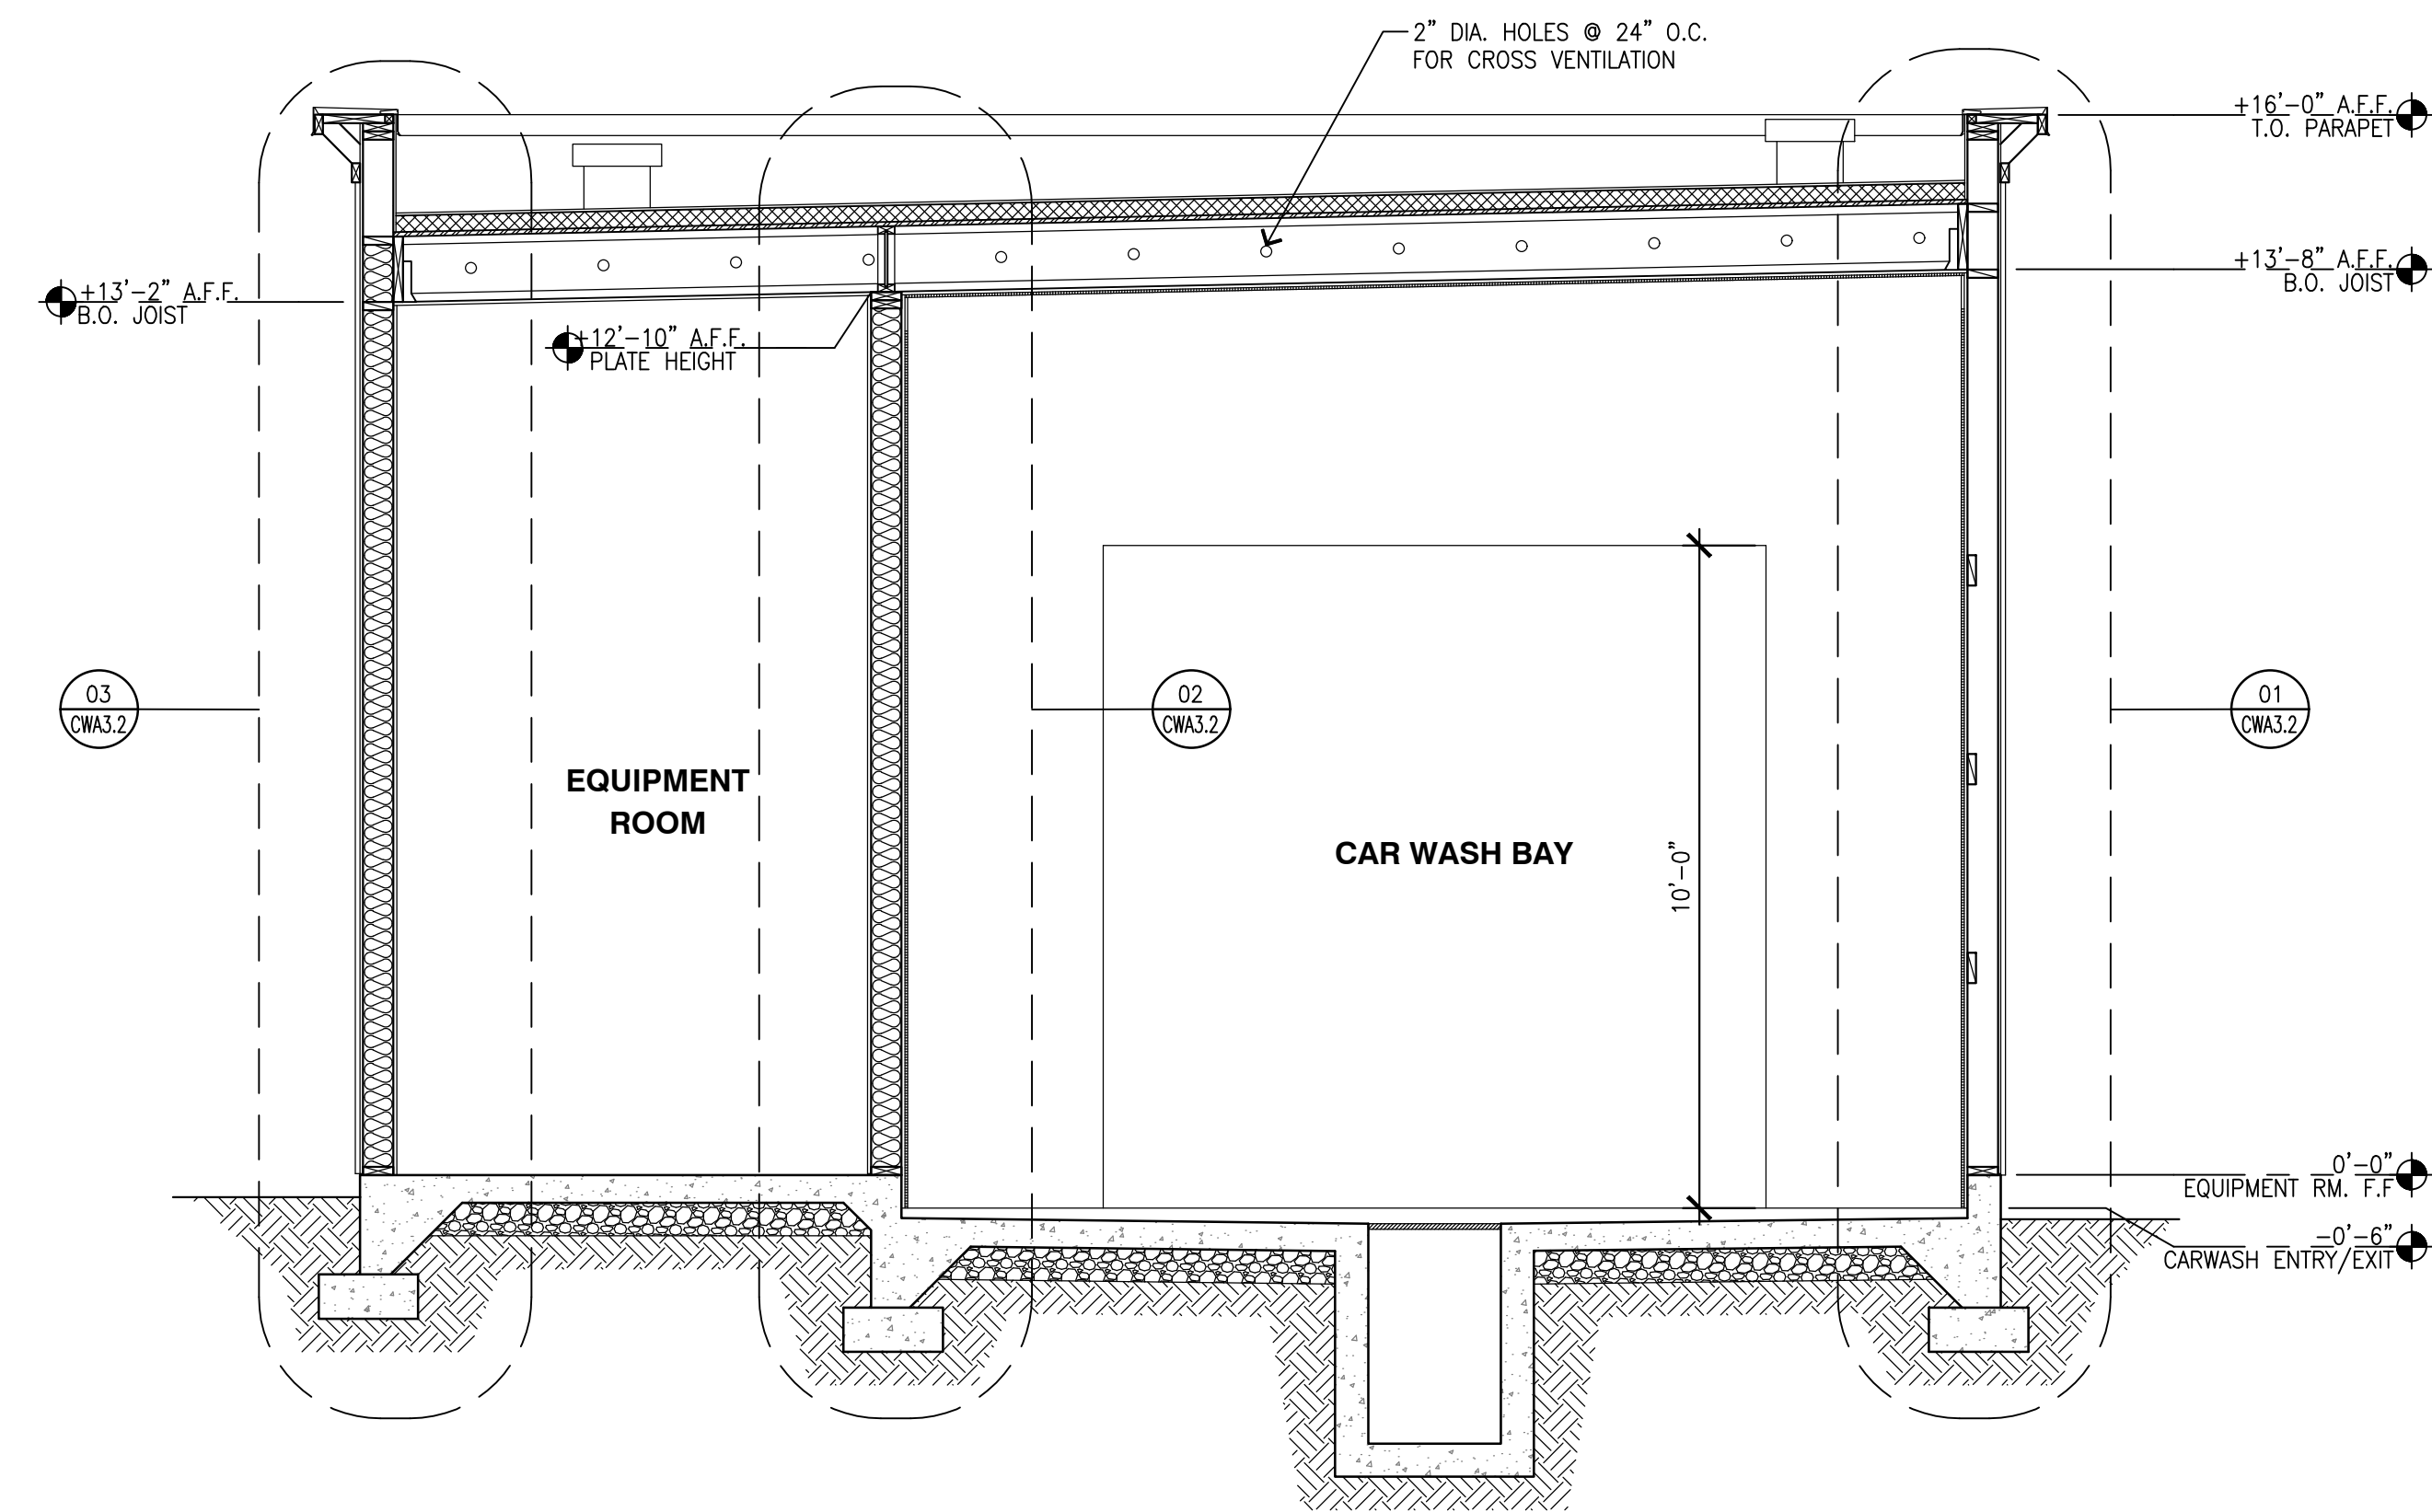 2" DIA. HOLES @ 24" O.C.
FOR CROSS VENTILATION
+16'-0" A.F.F.
T.O. PARAPET
+13'-8" A.F.F.
B.O. JOIST
+13'-2" A.F.F.
B.O. JOIST
+12'-10" A.F.F.
PLATE HEIGHT
03
CWA3.2
02
CWA3.2
01
CWA3.2
EQUIPMENT
ROOM
CAR WASH BAY
10'-0"
0'-0"
EQUIPMENT RM. F.F
-0'-6"
CARWASH ENTRY/EXIT